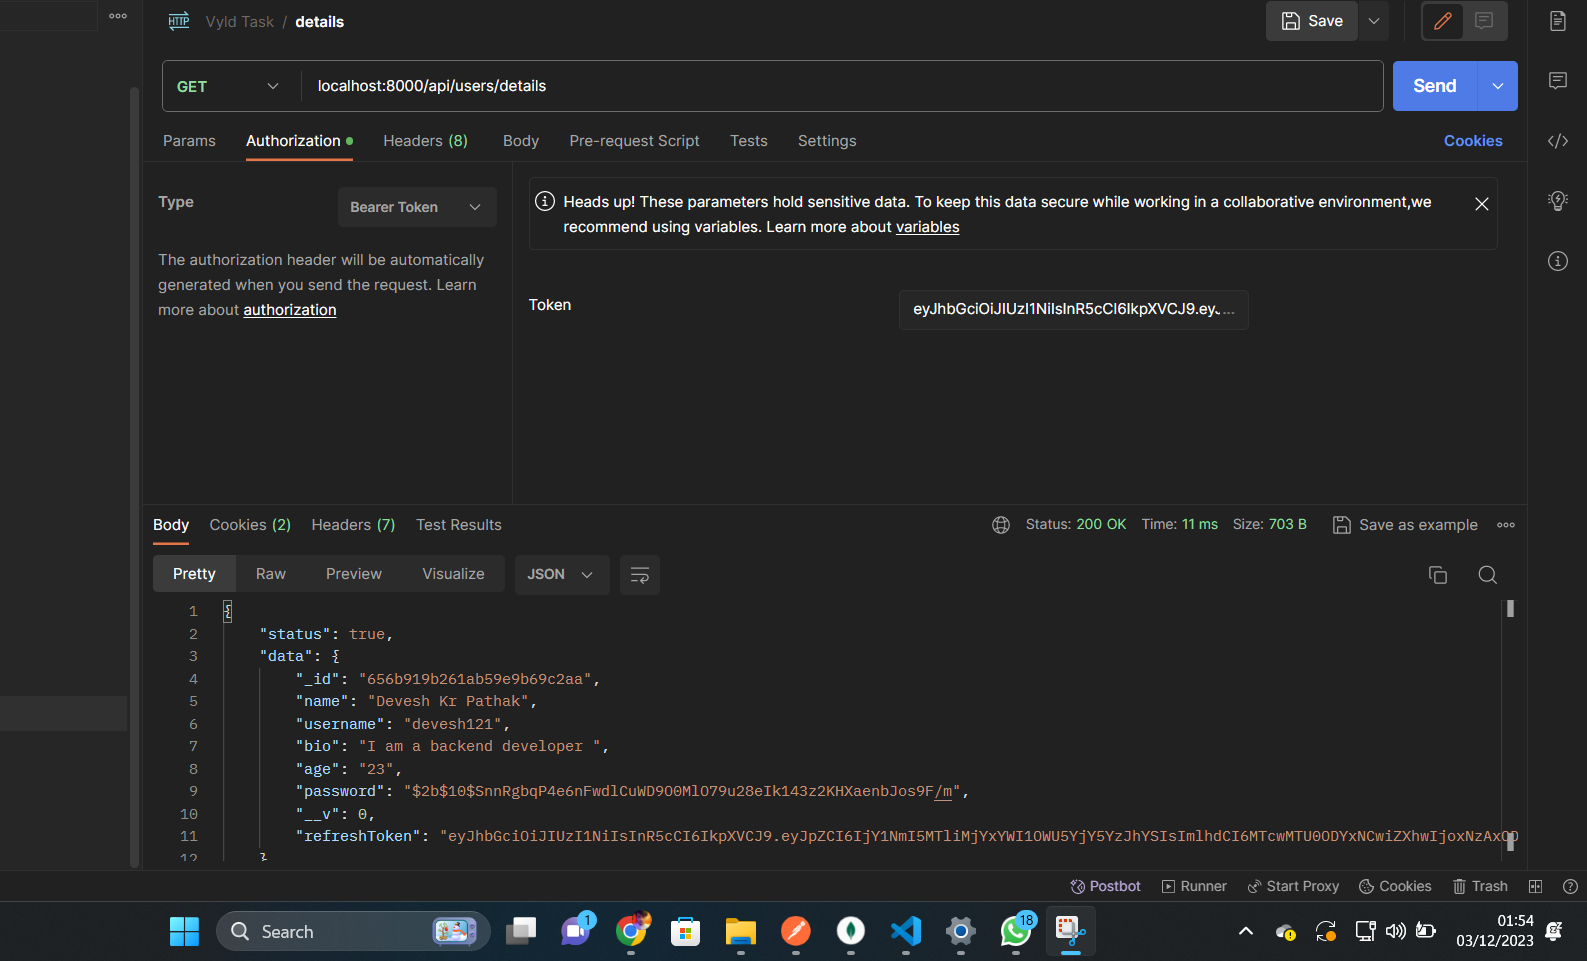 HTTP Vyld Task / details
Save
GET localhost:8000/api/users/details
Send
Params Authorization Headers (8) Body Pre-request Script Tests Settings Cookies
Type Bearer Token
The authorization header will be automatically
generated when you send the request. Learn
more about authorization
Heads up! These parameters hold sensitive data. To keep this data secure while working in a collaborative environment,we
recommend using variables. Learn more about variables
Token eyJhbGciOiJIUzI1NiIsInR5cCI6IkpXVCJ9.eyJ...
Body Cookies (2) Headers (7) Test Results
Status: 200 OK Time: 11 ms Size: 703 B Save as example
Pretty Raw Preview Visualize JSON
1 {
2 "status": true,
3 "data": {
4 "_id": "656b919b261ab59e9b69c2aa",
5 "name": "Devesh Kr Pathak",
6 "username": "devesh121",
7 "bio": "I am a backend developer ",
8 "age": "23",
9 "password": "$2b$10$SnnRgbqP4e6nFwdlCuWD9O0MlO79u28eIk143z2KHXaenbJos9F/m",
10 "__v": 0,
11 "refreshToken": "eyJhbGciOiJIUzI1NiIsInR5cCI6IkpXVCJ9.eyJpZCI6IjY1NmI5MTliMjYxYWI1OWU5YjY5YzJhYSIsImlhdCI6MTcwMTU0ODYxNCwiZXhwIjoxNzAxOD
12 }
Postbot Runner Start Proxy Cookies Trash
Search
1
18
01:54
03/12/2023